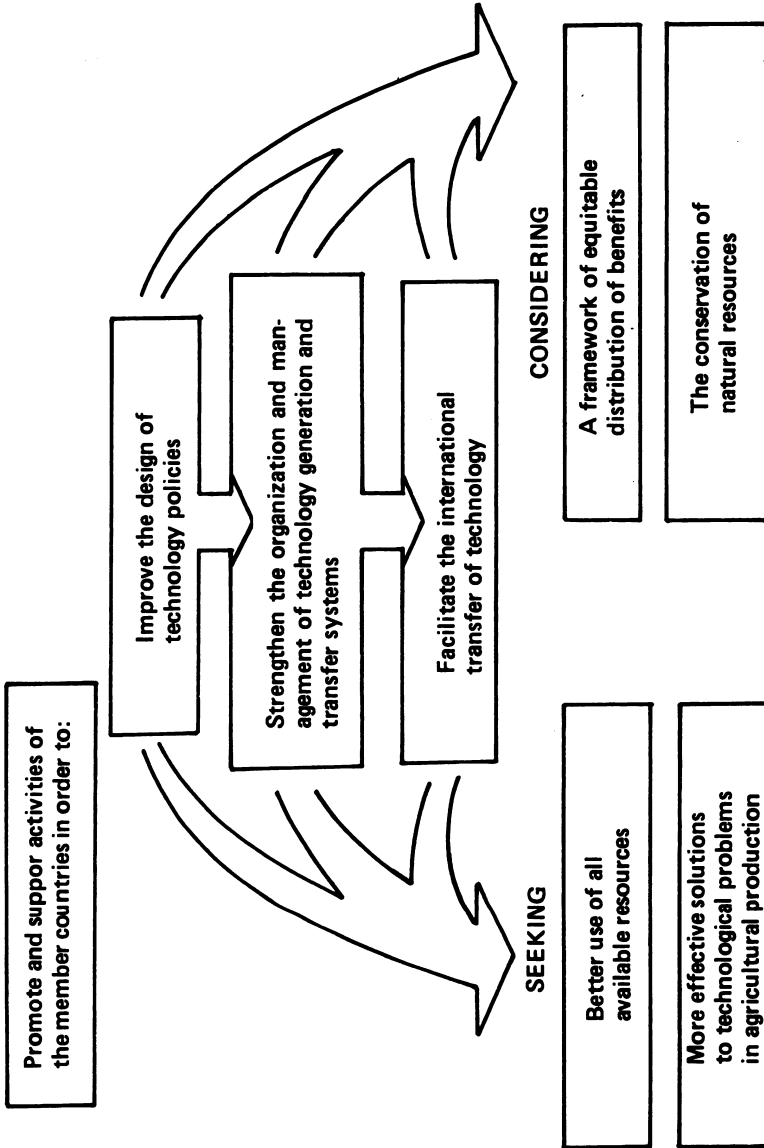 Promote and suppor activities of
the member countries in order to:
Improve the design of
technology policies
Strengthen the organization and man-
agement of technology generation and
transfer systems
Facilitate the international
transfer of technology
SEEKING
Better use of all
available resources
More effective solutions
to technological problems
in agricultural production
CONSIDERING
A framework of equitable
distribution of benefits
The conservation of
natural resources